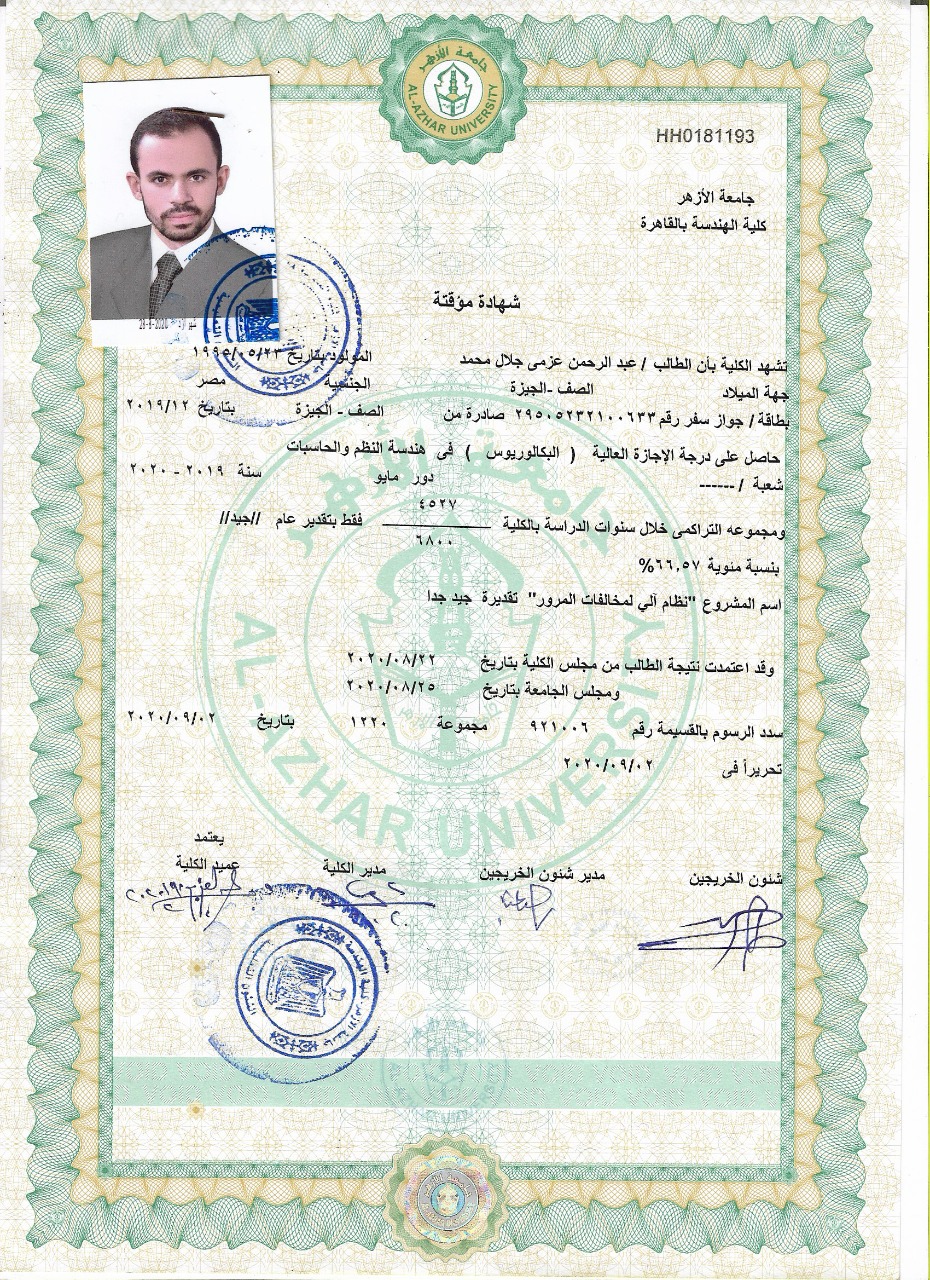 جامعة الأزهر
AL-AZHAR UNIVERSITY
HH0181193
جامعة الأزهر
كلية الهندسة بالقاهرة
شهادة مؤقتة
تشهد الكلية بأن الطالب / عبد الرحمن عزمى جلال محمد المولود بتاريخ ١٩٩٥/٠٥/٢٣
جهة الميلاد الصف -الجيزة الجنسية مصر
بطاقة / جواز سفر رقم ٢٩٥٠٥٢٣٢١٠٠٦٣٣ صادرة من الصف - الجيزة بتاريخ ٢٠١٩/١٢
حاصل على درجة الإجازة العالية ( البكالوريوس ) فى هندسة النظم والحاسبات
شعبة / ------ دور مايو سنة ٢٠١٩ - ٢٠٢٠
٤٥٢٧
ومجموعه التراكمى خلال سنوات الدراسة بالكلية فقط بتقدير عام //جيد//
٦٨٠٠
بنسبة مئوية ٦٦,٥٧%
اسم المشروع "نظام آلي لمخالفات المرور" تقديرة جيد جدا
وقد اعتمدت نتيجة الطالب من مجلس الكلية بتاريخ ٢٠٢٠/٠٨/٢٢
ومجلس الجامعة بتاريخ ٢٠٢٠/٠٨/٢٥
سدد الرسوم بالقسيمة رقم ٩٢١٠٠٦ مجموعة ١٢٢٠ بتاريخ ٢٠٢٠/٠٩/٠٢
تحريراً فى ٢٠٢٠/٠٩/٠٢
يعتمد
شئون الخريجين مدير شئون الخريجين مدير الكلية عميد الكلية
جامعة الأزهر
AL-AZHAR UNIVERSITY